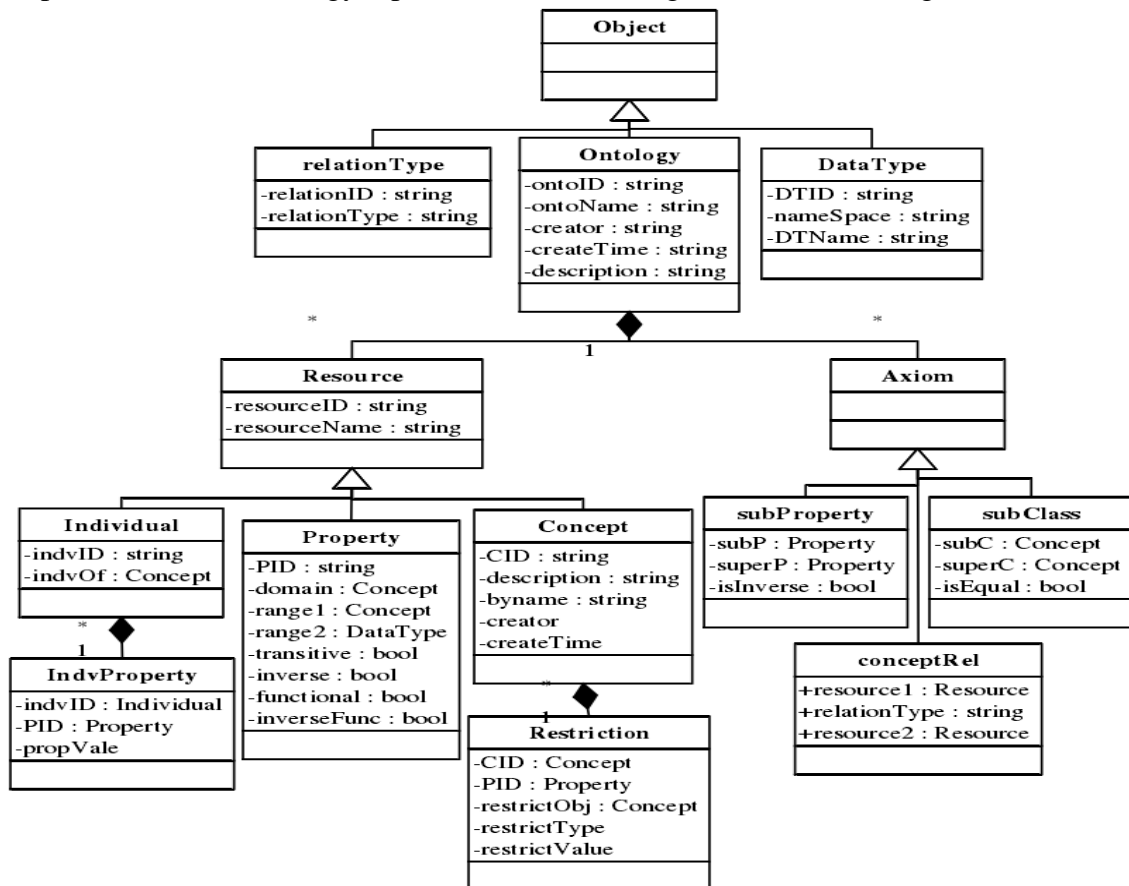 Object
relationType
-relationID : string
-relationType : string
Ontology
-ontoID : string
-ontoName : string
-creator : string
-createTime : string
-description : string
DataType
-DTID : string
-nameSpace : string
-DTName : string
*
1
*
Resource
-resourceID : string
-resourceName : string
Axiom
Individual
-indvID : string
-indvOf : Concept
*
1
IndvProperty
-indvID : Individual
-PID : Property
-propVale
Property
-PID : string
-domain : Concept
-range1 : Concept
-range2 : DataType
-transitive : bool
-inverse : bool
-functional : bool
-inverseFunc : bool
Concept
-CID : string
-description : string
-byname : string
-creator
-createTime
*
1
Restriction
-CID : Concept
-PID : Property
-restrictObj : Concept
-restrictType
-restrictValue
subProperty
-subP : Property
-superP : Property
-isInverse : bool
subClass
-subC : Concept
-superC : Concept
-isEqual : bool
conceptRel
+resource1 : Resource
+relationType : string
+resource2 : Resource